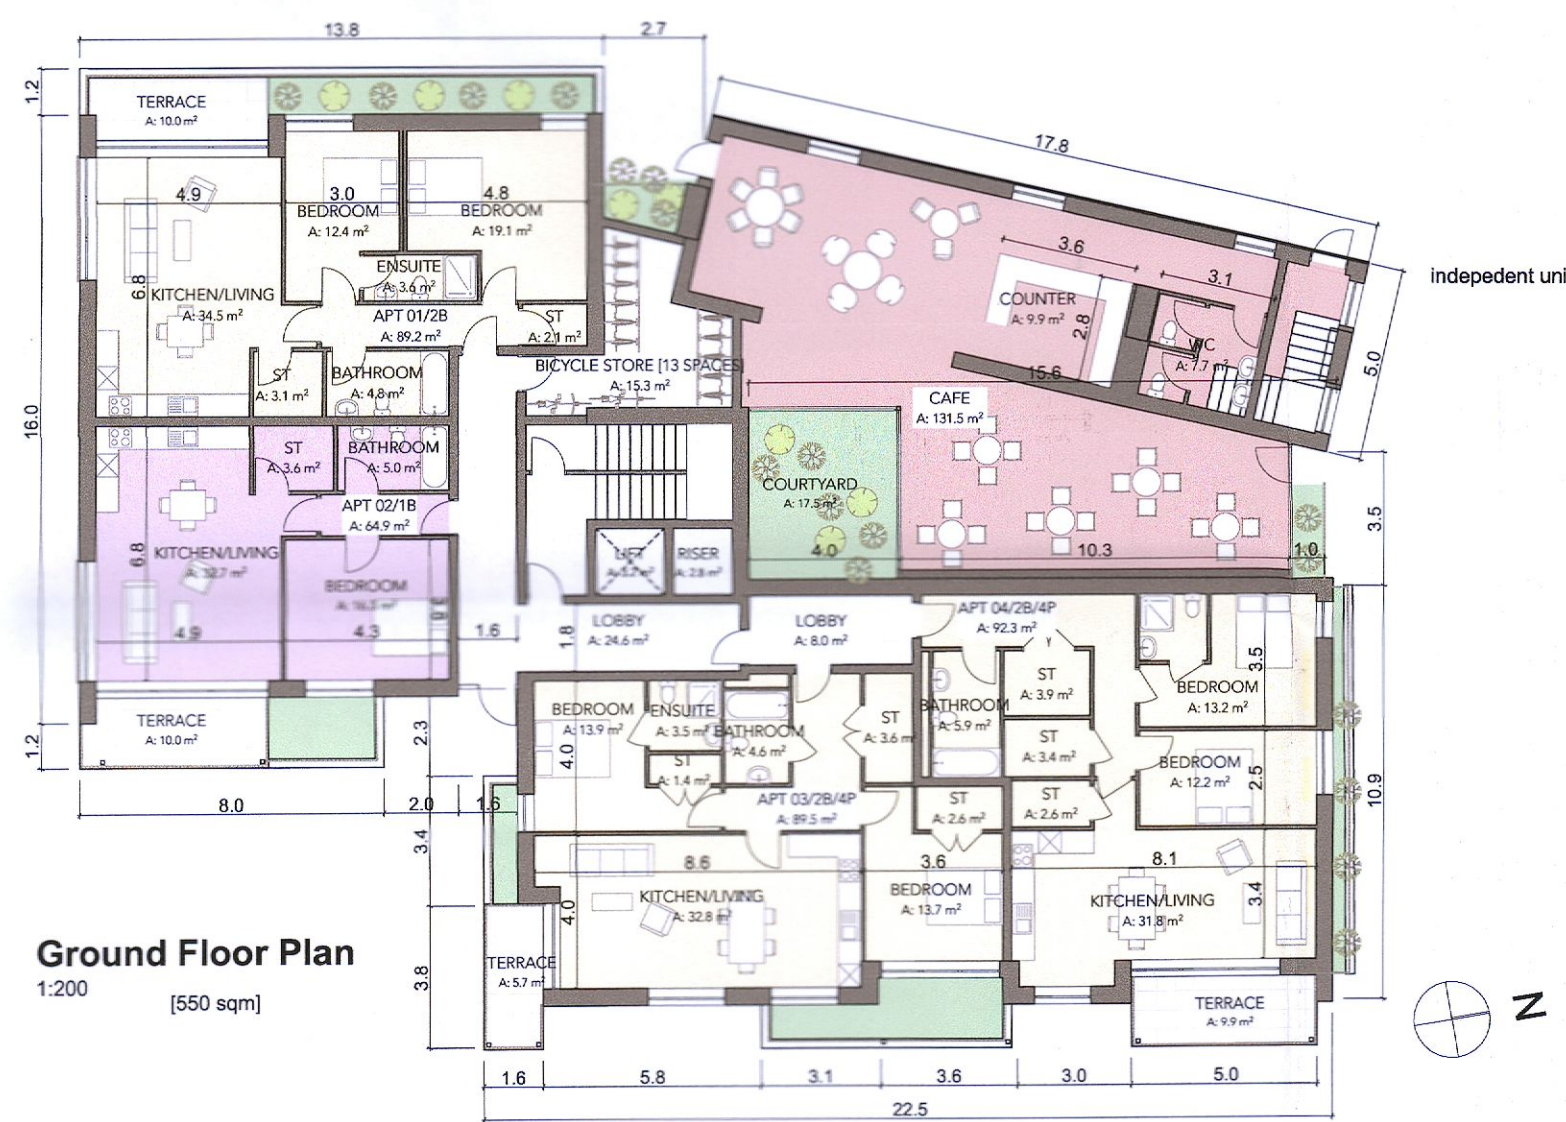 13.8
2.7
1.2
TERRACE
A: 10.0 m²
17.8
4.9
3.0
4.8
BEDROOM
A: 12.4 m²
BEDROOM
A: 19.1 m²
3.6
3.1
indepedent uni
ENSUITE
A: 3.6 m²
6.8
KITCHEN/LIVING
A: 34.5 m²
APT 01/2B
A: 89.2 m²
ST
A: 2.1 m²
COUNTER
A: 9.9 m²
2.8
WC
A: 7.7 m²
5.0
ST
A: 3.1 m²
BATHROOM
A: 4.8 m²
BICYCLE STORE [13 SPACES]
A: 15.3 m²
15.6
16.0
CAFE
A: 131.5 m²
ST
A: 3.6 m²
BATHROOM
A: 5.0 m²
COURTYARD
A: 17.5 m²
3.5
APT 02/1B
A: 64.9 m²
6.8
KITCHEN/LIVING
BEDROOM
LIFT
RISER
A: 2.8 m²
4.0
10.3
1.0
4.9
4.3
1.6
1.8
LOBBY
A: 24.6 m²
LOBBY
A: 8.0 m²
APT 04/2B/4P
A: 92.3 m²
3.5
BEDROOM
A: 13.2 m²
ST
A: 3.9 m²
BATHROOM
A: 5.9 m²
TERRACE
A: 10.0 m²
1.2
2.3
BEDROOM
A: 13.9 m²
4.0
ENSUITE
A: 3.5 m²
BATHROOM
A: 4.6 m²
ST
A: 3.6 m²
ST
A: 3.4 m²
BEDROOM
A: 12.2 m²
2.5
10.9
ST
A: 1.4 m²
8.0
2.0
1.6
APT 03/2B/4P
A: 89.5 m²
ST
A: 2.6 m²
ST
A: 2.6 m²
3.4
8.6
3.6
8.1
KITCHEN/LIVING
A: 32.8 m²
4.0
BEDROOM
A: 13.7 m²
KITCHEN/LIVING
A: 31.8 m²
3.4
Ground Floor Plan
1:200
[550 sqm]
3.8
TERRACE
A: 5.7 m²
TERRACE
A: 9.9 m²
N
1.6
5.8
3.1
3.6
3.0
5.0
22.5